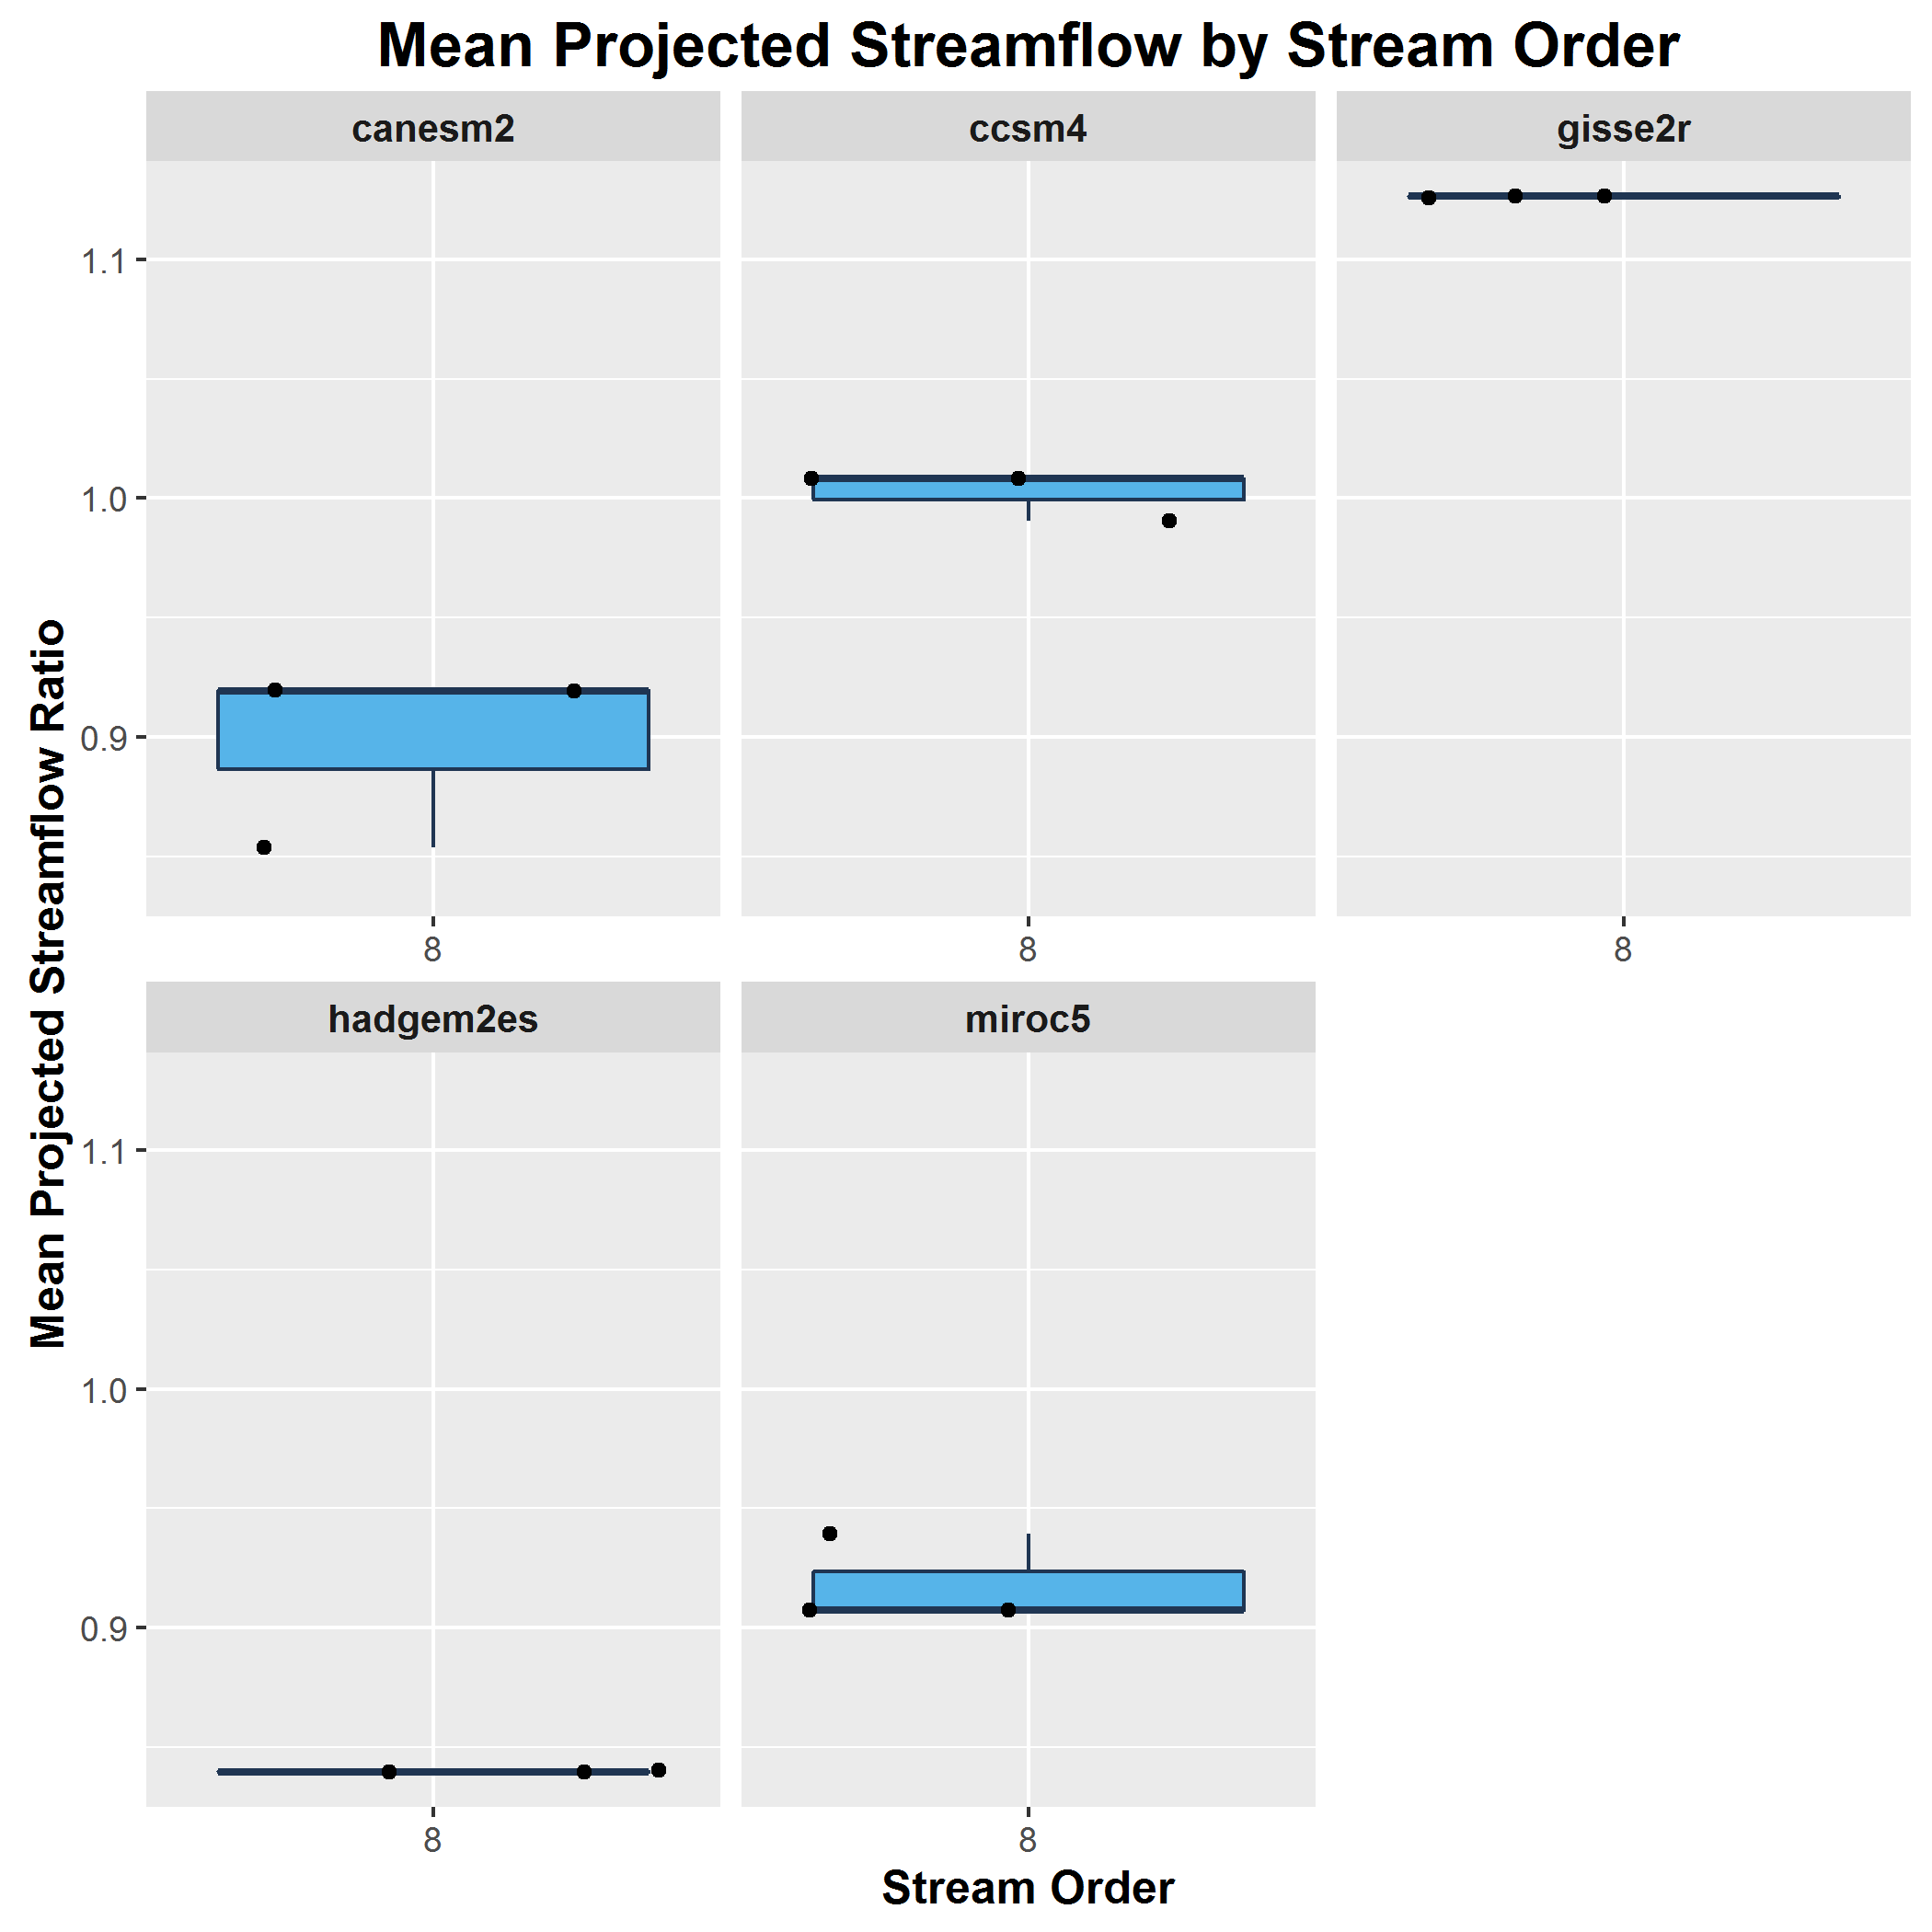 Mean Projected Streamflow by Stream Order
canesm2
ccsm4
gisse2r
1.1
1.0
0.9
8
8
8
Mean Projected Streamflow Ratio
hadgem2es
miroc5
1.1
1.0
0.9
8
8
Stream Order